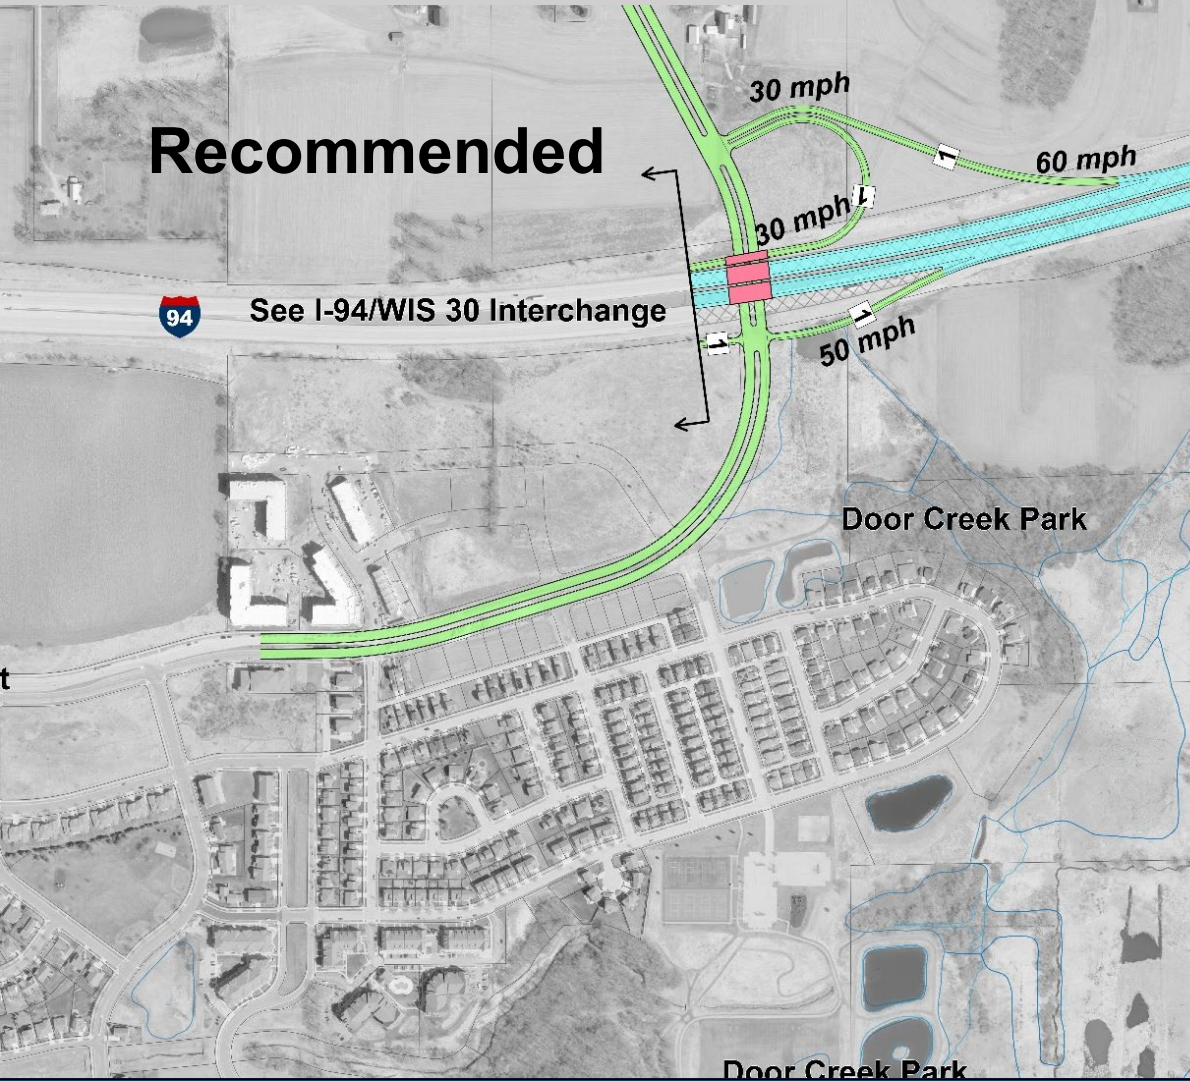 30 mph
Recommended
1
60 mph
1
30 mph
94
See I-94/WIS 30 Interchange
1
1
50 mph
Door Creek Park
t
Door Creek Park